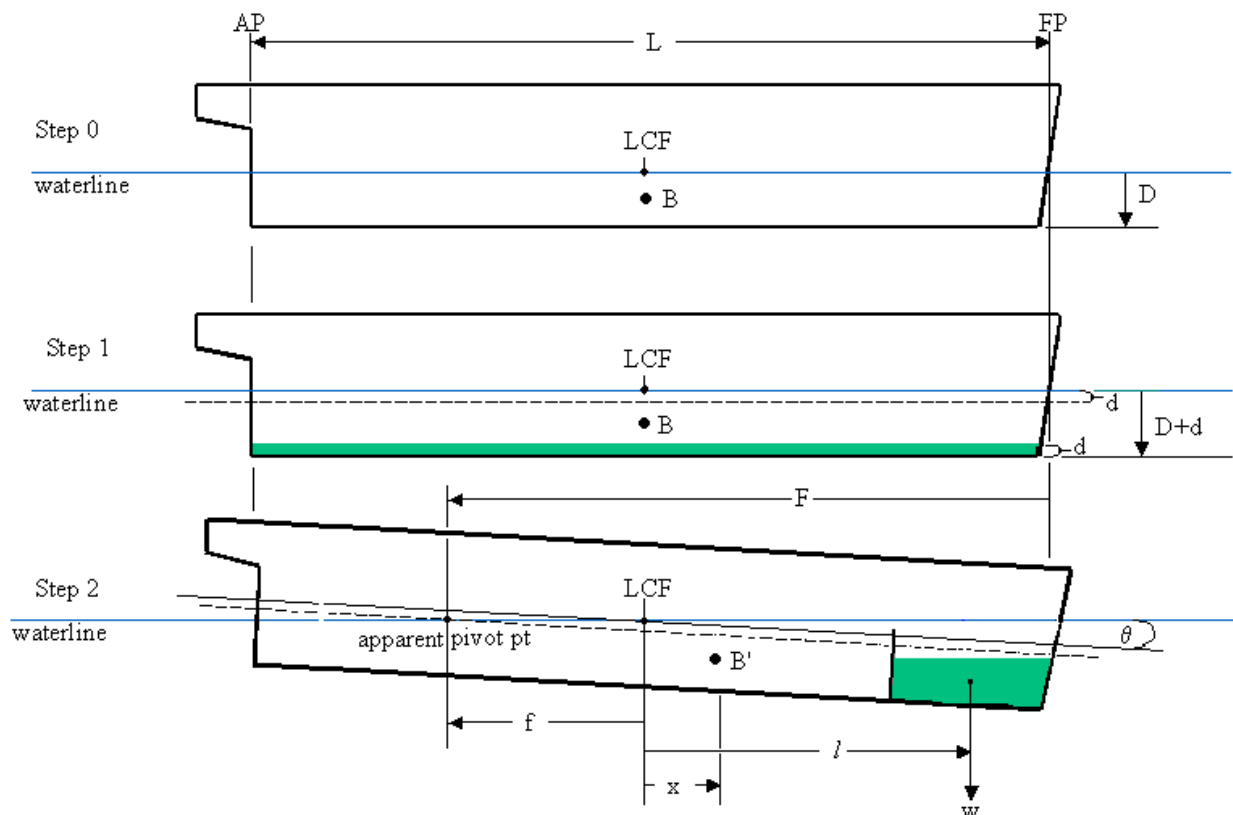 AP
FP
L
Step 0
LCF
waterline
B
D
Step 1
LCF
waterline
d
B
D+d
d
F
Step 2
LCF
waterline
apparent pivot pt
θ
B'
f
l
x
w